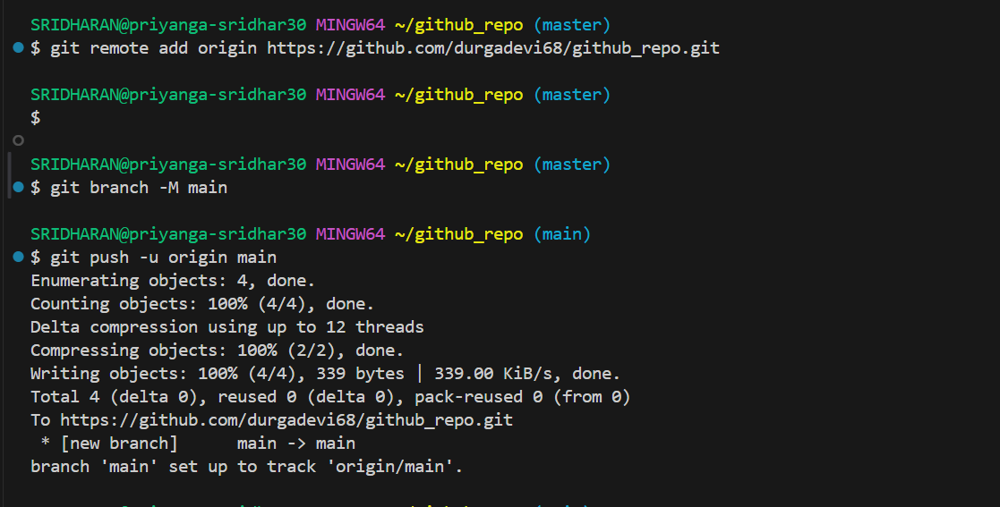 SRIDHARAN@priyanga-sridhar30 MINGW64 ~/github_repo (master)
$ git remote add origin https://github.com/durgadevi68/github_repo.git
SRIDHARAN@priyanga-sridhar30 MINGW64 ~/github_repo (master)
$
SRIDHARAN@priyanga-sridhar30 MINGW64 ~/github_repo (master)
$ git branch -M main
SRIDHARAN@priyanga-sridhar30 MINGW64 ~/github_repo (main)
$ git push -u origin main
Enumerating objects: 4, done.
Counting objects: 100% (4/4), done.
Delta compression using up to 12 threads
Compressing objects: 100% (2/2), done.
Writing objects: 100% (4/4), 339 bytes | 339.00 KiB/s, done.
Total 4 (delta 0), reused 0 (delta 0), pack-reused 0 (from 0)
To https://github.com/durgadevi68/github_repo.git
 * [new branch]      main -> main
branch 'main' set up to track 'origin/main'.